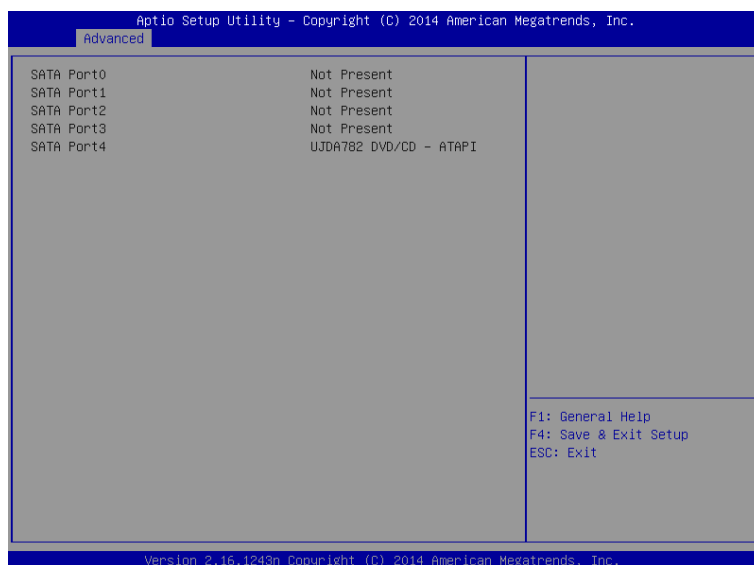 Aptio Setup Utility – Copyright (C) 2014 American Megatrends, Inc.
Advanced
SATA Port0 Not Present
SATA Port1 Not Present
SATA Port2 Not Present
SATA Port3 Not Present
SATA Port4 UJDA782 DVD/CD – ATAPI
F1: General Help
F4: Save & Exit Setup
ESC: Exit
Version 2.16.1243n Copyright (C) 2014 American Megatrends, Inc.